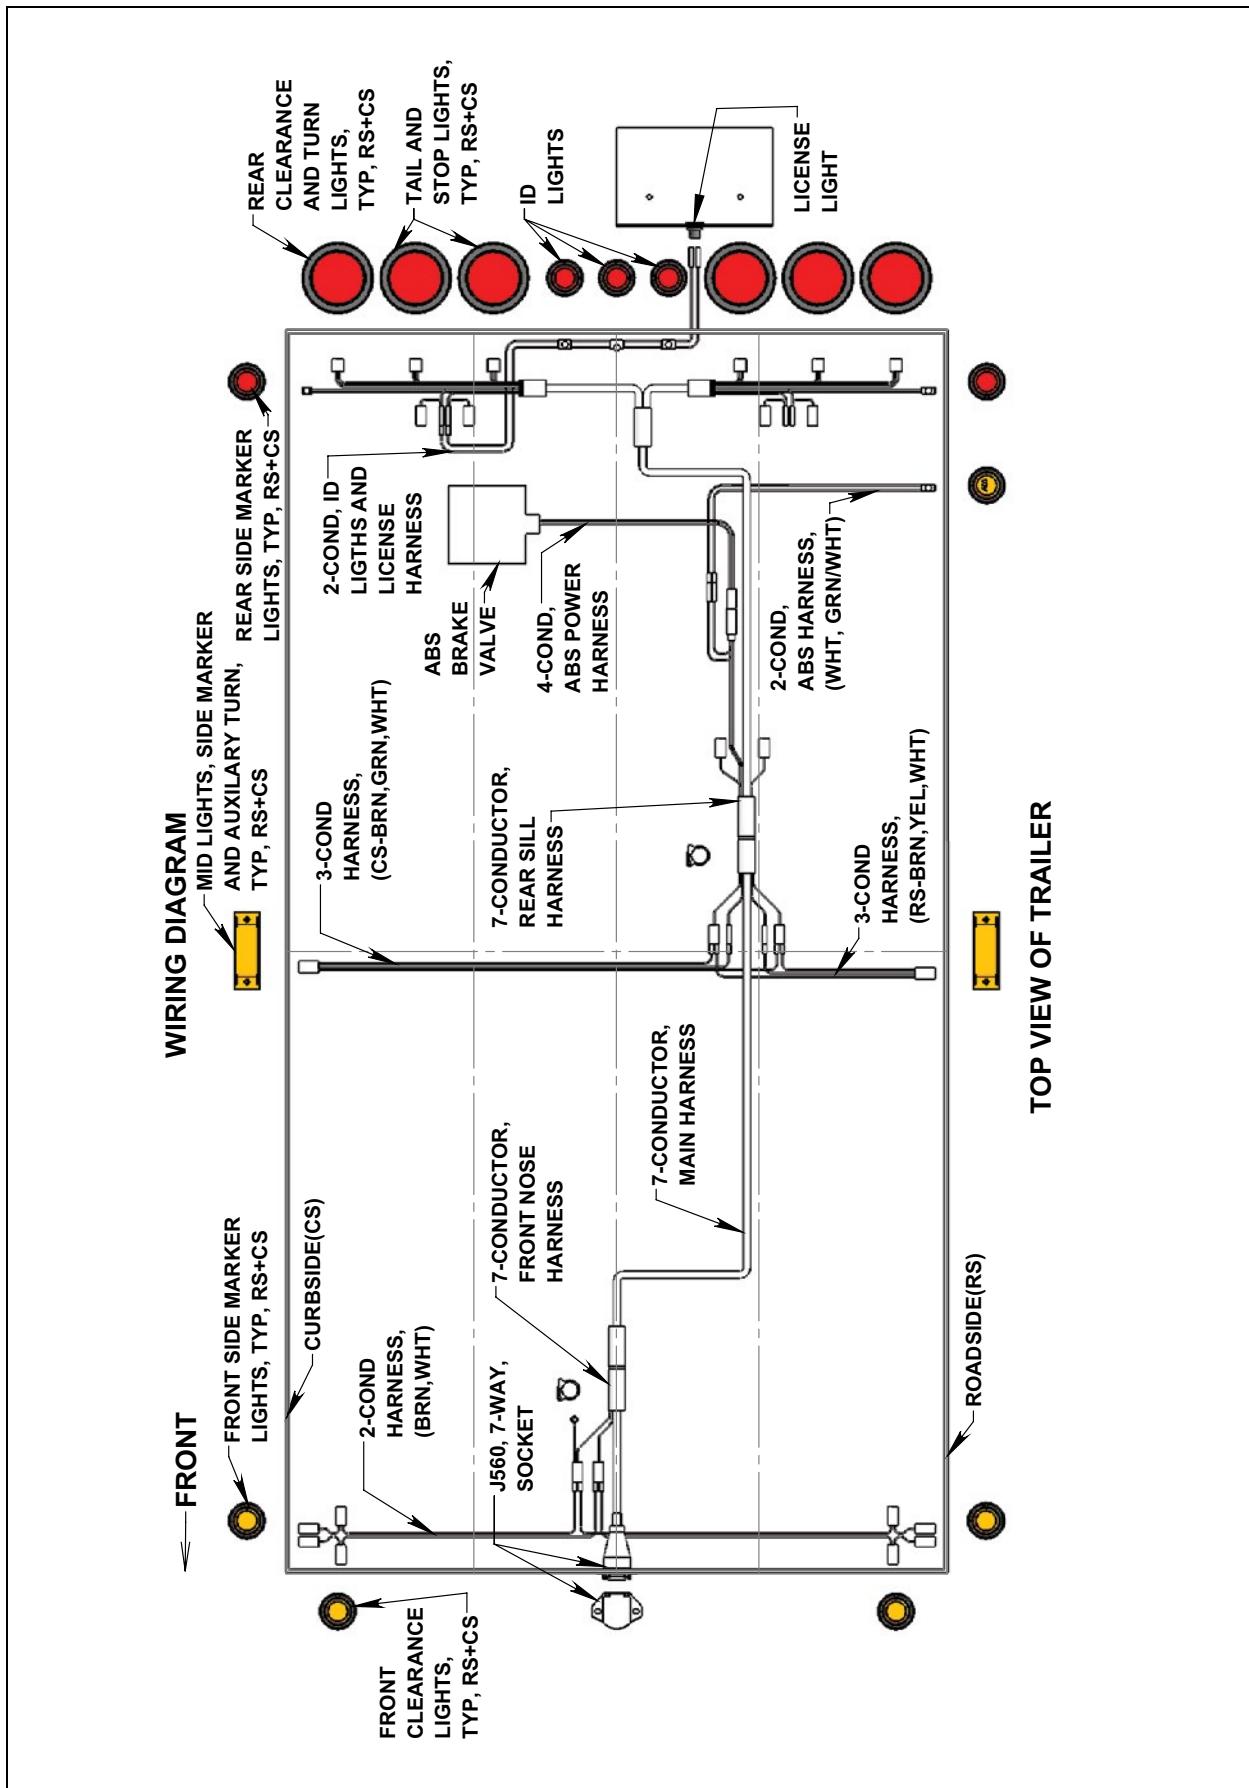 WIRING DIAGRAM
FRONT
FRONT SIDE MARKER
LIGHTS, TYP, RS+CS
MID LIGHTS, SIDE MARKER
AND AUXILARY TURN,
TYP, RS+CS
REAR SIDE MARKER
LIGHTS, TYP, RS+CS
REAR
CLEARANCE
AND TURN
LIGHTS,
TYP, RS+CS
TAIL AND
STOP LIGHTS,
TYP, RS+CS
ID
LIGHTS
LICENSE
LIGHT
CURBSIDE(CS)
2-COND
HARNESS,
(BRN,WHT)
3-COND
HARNESS,
(CS-BRN,GRN,WHT)
2-COND, ID
LIGTHS AND
LICENSE
HARNESS
ABS
BRAKE
VALVE
4-COND,
ABS POWER
HARNESS
FRONT
CLEARANCE
LIGHTS,
TYP, RS+CS
J560, 7-WAY,
SOCKET
7-CONDUCTOR,
FRONT NOSE
HARNESS
7-CONDUCTOR,
MAIN HARNESS
7-CONDUCTOR,
REAR SILL
HARNESS
2-COND,
ABS HARNESS,
(WHT, GRN/WHT)
3-COND
HARNESS,
(RS-BRN,YEL,WHT)
ABS
ROADSIDE(RS)
TOP VIEW OF TRAILER